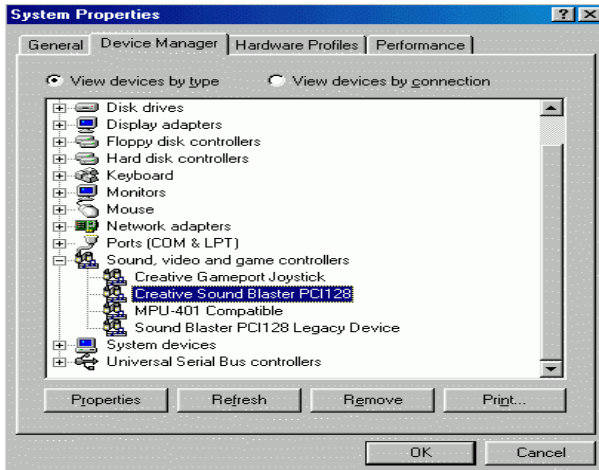 System Properties
General Device Manager Hardware Profiles Performance
View devices by type View devices by connection
Disk drives
Display adapters
Floppy disk controllers
Hard disk controllers
Keyboard
Monitors
Mouse
Network adapters
Ports (COM & LPT)
Sound, video and game controllers
Creative Gameport Joystick
Creative Sound Blaster PCI128
MPU-401 Compatible
Sound Blaster PCI128 Legacy Device
System devices
Universal Serial Bus controllers
Properties Refresh Remove Print...
OK Cancel